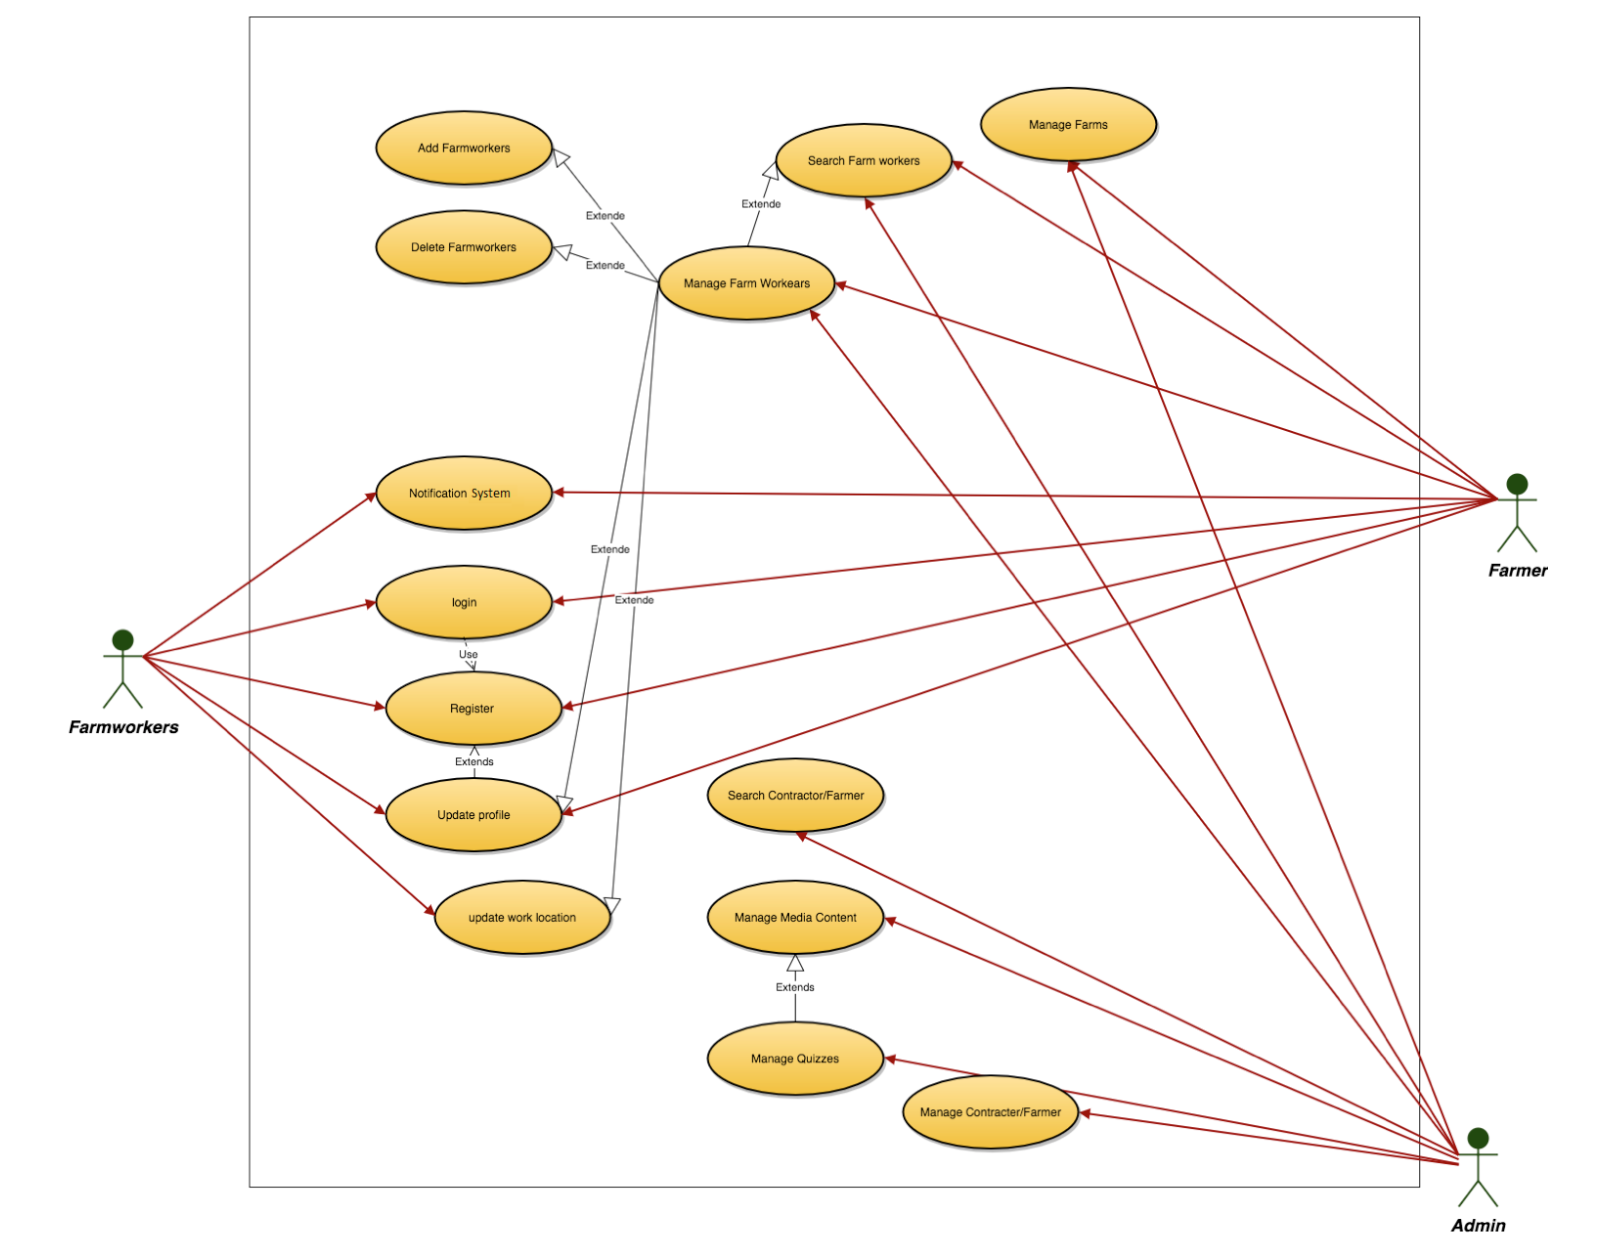 Manage Farms
Add Farmworkers
Search Farm workers
Extende
Extende
Delete Farmworkers
Extende
Manage Farm Workears
Notification System
Extende
Farmer
login
Extende
Use
Register
Farmworkers
Extends
Search Contractor/Farmer
Update profile
update work location
Manage Media Content
Extends
Manage Quizzes
Manage Contracter/Farmer
Admin